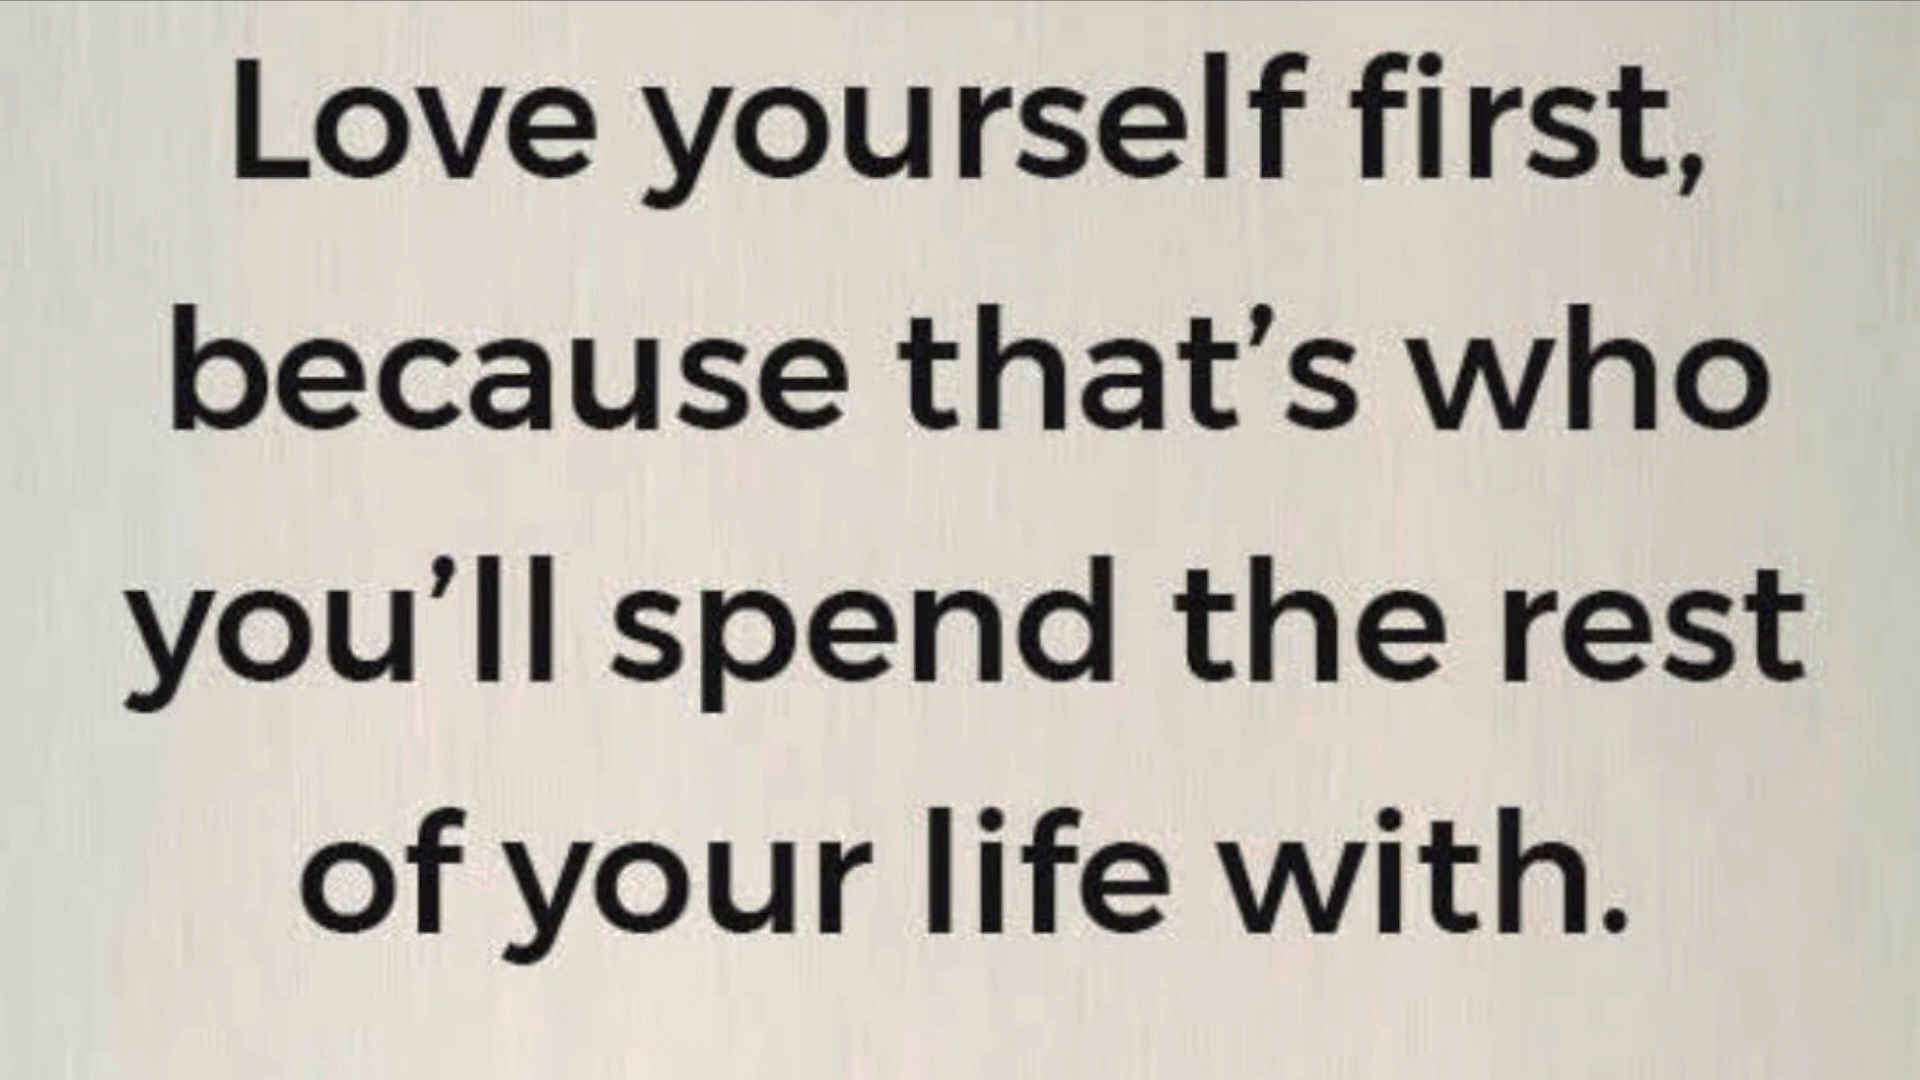 Love yourself first,
because that’s who
you’ll spend the rest
of your life with.